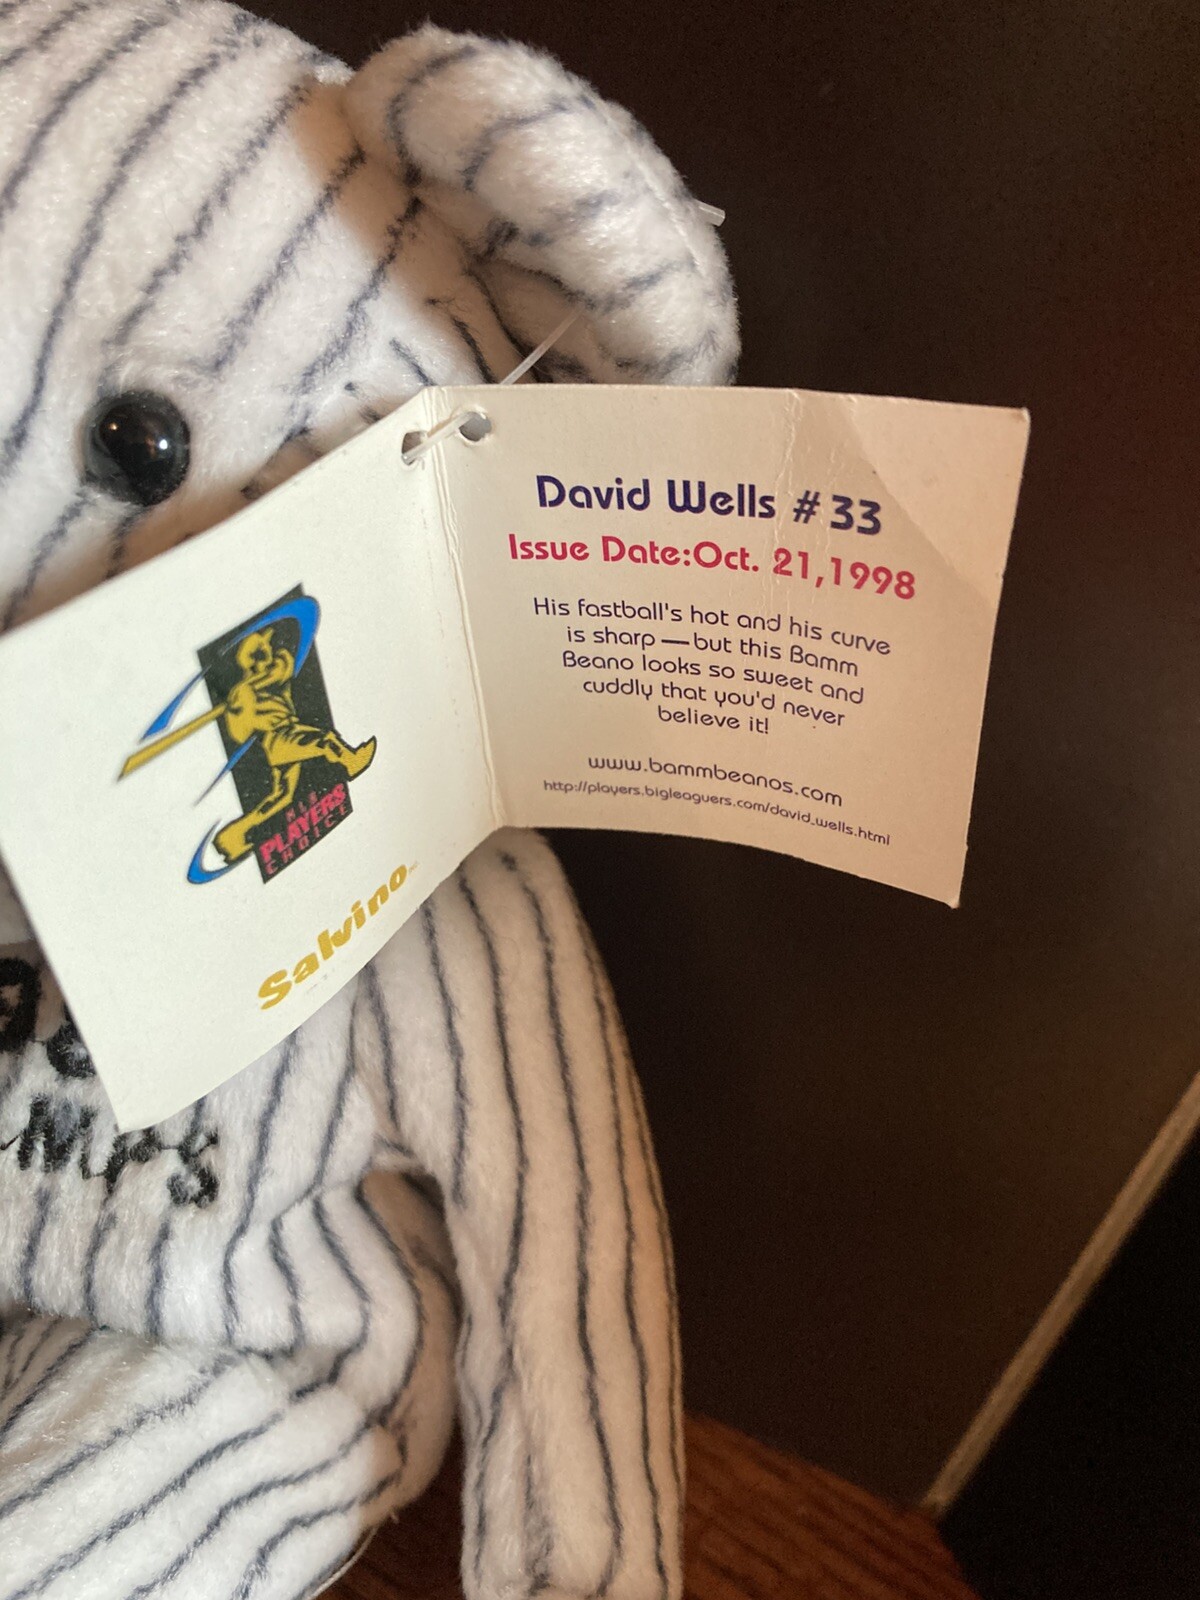 David Wells #33
Issue Date:Oct. 21,1998
His fastball's hot and his curve
is sharp — but this Bamm
Beano looks so sweet and
cuddly that you'd never
believe it!
www.bammbeanos.com
http://players.bigleaguers.com/david_wells.html
MLB
PLAYERS
CHOICE
Salvino